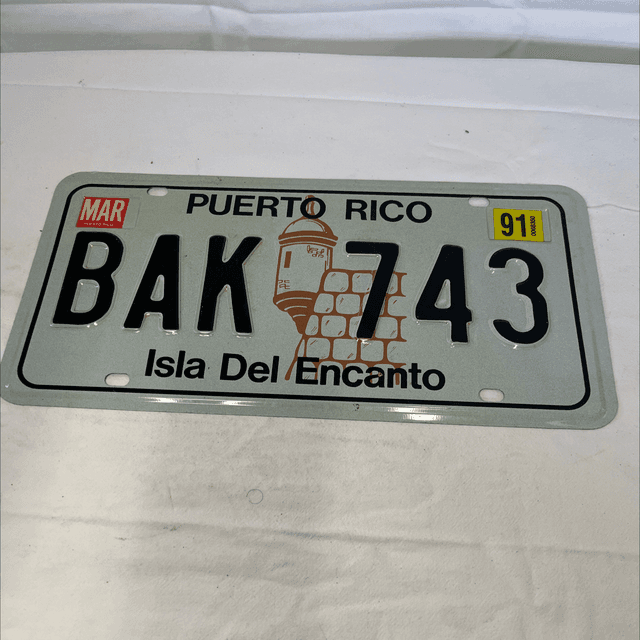 MAR
PUERTO RICO
91
BAK 743
Isla Del Encanto